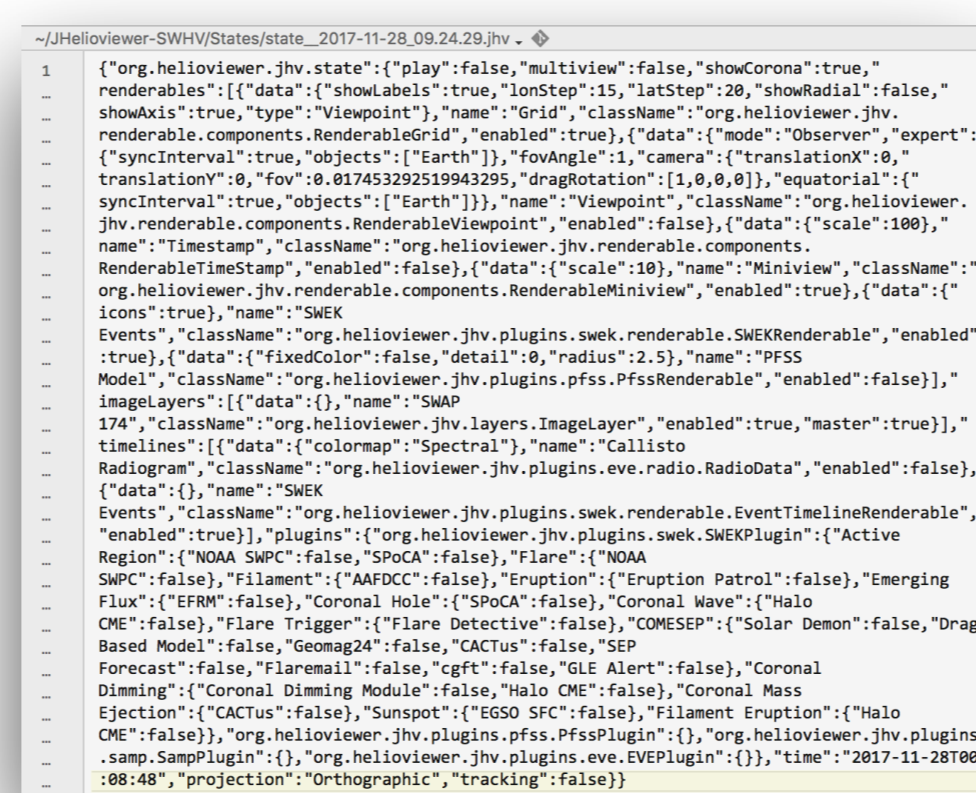 ~/JHelioviewer-SWHV/States/state__2017-11-28_09.24.29.jhv
1 {"org.helioviewer.jhv.state":{"play":false,"multiview":false,"showCorona":true,"
… renderables":[{"data":{"showLabels":true,"lonStep":15,"latStep":20,"showRadial":false,"
… showAxis":true,"type":"Viewpoint"},"name":"Grid","className":"org.helioviewer.jhv.
… renderable.components.RenderableGrid","enabled":true},{"data":{"mode":"Observer","expert":
… {"syncInterval":true,"objects":["Earth"]},"fovAngle":1,"camera":{"translationX":0,"
… translationY":0,"fov":0.017453292519943295,"dragRotation":[1,0,0,0]},"equatorial":{"
… syncInterval":true,"objects":["Earth"]}},"name":"Viewpoint","className":"org.helioviewer.
… jhv.renderable.components.RenderableViewpoint","enabled":false},{"data":{"scale":100},"
… name":"Timestamp","className":"org.helioviewer.jhv.renderable.components.
… RenderableTimeStamp","enabled":false},{"data":{"scale":10},"name":"Miniview","className":"
… org.helioviewer.jhv.renderable.components.RenderableMiniview","enabled":true},{"data":{"
… icons":true},"name":"SWEK
… Events","className":"org.helioviewer.jhv.plugins.swek.renderable.SWEKRenderable","enabled"
… :true},{"data":{"fixedColor":false,"detail":0,"radius":2.5},"name":"PFSS
… Model","className":"org.helioviewer.jhv.plugins.pfss.PfssRenderable","enabled":false}],"
… imageLayers":[{"data":{},"name":"SWAP
… 174","className":"org.helioviewer.jhv.layers.ImageLayer","enabled":true,"master":true}],"
… timelines":[{"data":{"colormap":"Spectral"},"name":"Callisto
… Radiogram","className":"org.helioviewer.jhv.plugins.eve.radio.RadioData","enabled":false},
… {"data":{},"name":"SWEK
… Events","className":"org.helioviewer.jhv.plugins.swek.renderable.EventTimelineRenderable",
… "enabled":true}],"plugins":{"org.helioviewer.jhv.plugins.swek.SWEKPlugin":{"Active
… Region":{"NOAA SWPC":false,"SPoCA":false},"Flare":{"NOAA
… SWPC":false},"Filament":{"AAFDCC":false},"Eruption":{"Eruption Patrol":false},"Emerging
… Flux":{"EFRM":false},"Coronal Hole":{"SPoCA":false},"Coronal Wave":{"Halo
… CME":false},"Flare Trigger":{"Flare Detective":false},"COMESEP":{"Solar Demon":false,"Drag
… Based Model":false,"Geomag24":false,"CACTus":false,"SEP
… Forecast":false,"Flaremail":false,"cgft":false,"GLE Alert":false},"Coronal
… Dimming":{"Coronal Dimming Module":false,"Halo CME":false},"Coronal Mass
… Ejection":{"CACTus":false},"Sunspot":{"EGSO SFC":false},"Filament Eruption":{"Halo
… CME":false}},"org.helioviewer.jhv.plugins.pfss.PfssPlugin":{},"org.helioviewer.jhv.plugins
… .samp.SampPlugin":{},"org.helioviewer.jhv.plugins.eve.EVEPlugin":{}},"time":"2017-11-28T00
… :08:48","projection":"Orthographic","tracking":false}}